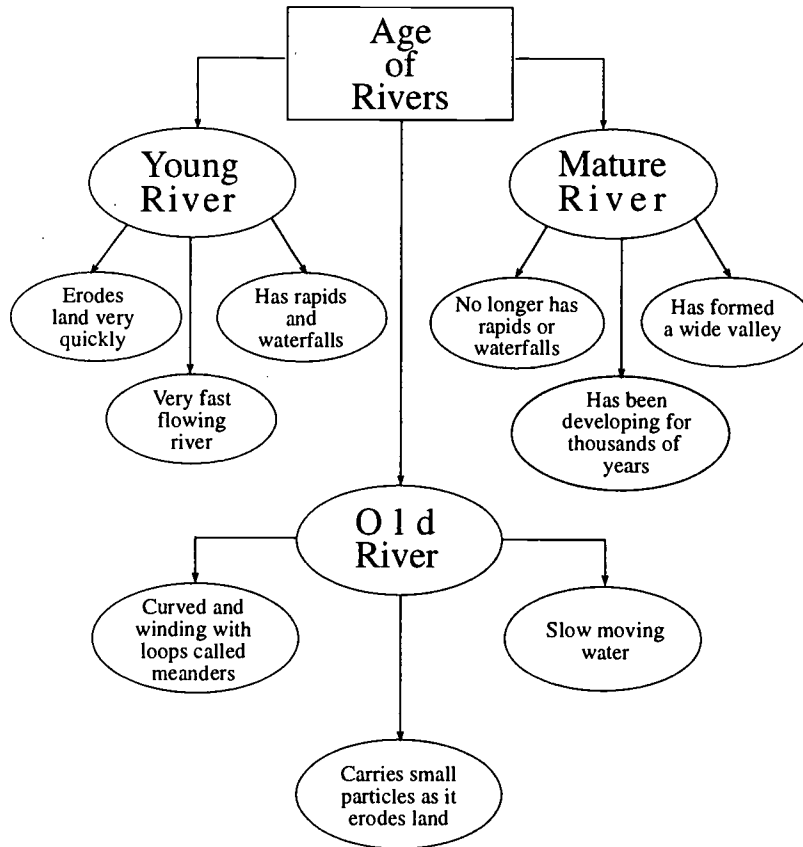 Age
of
Rivers
Young
River
Mature
River
Erodes
land very
quickly
Has rapids
and
waterfalls
Very fast
flowing
river
No longer has
rapids or
waterfalls
Has formed
a wide valley
Has been
developing for
thousands of
years
Old
River
Curved and
winding with
loops called
meanders
Slow moving
water
Carries small
particles as it
erodes land